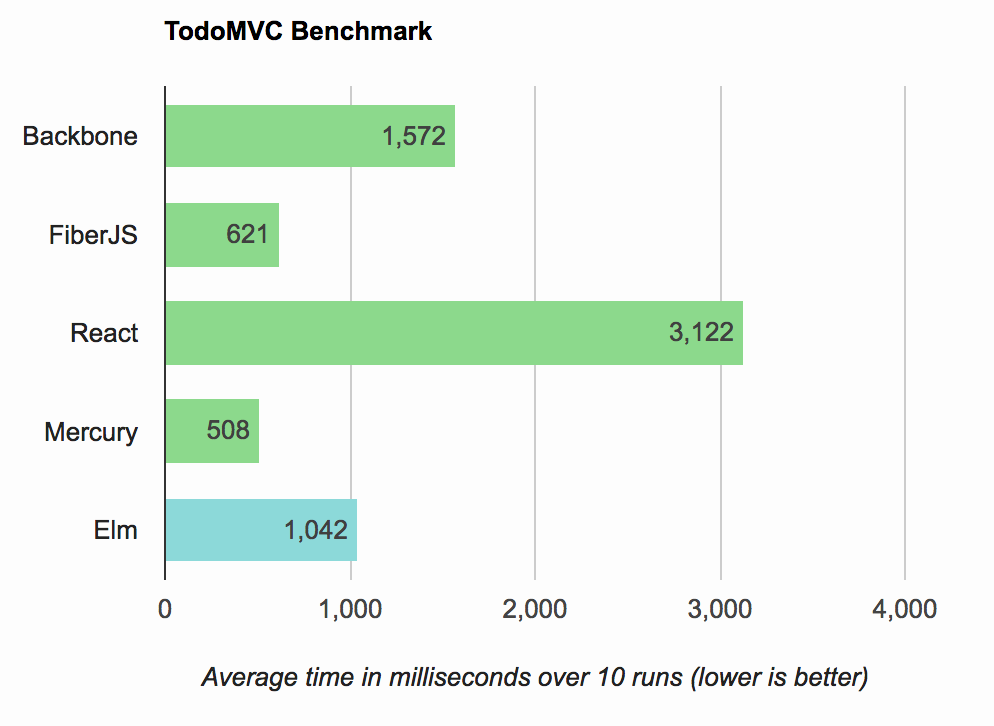 TodoMVC Benchmark
Backbone 1,572
FiberJS 621
React 3,122
Mercury 508
Elm 1,042
0 1,000 2,000 3,000 4,000
Average time in milliseconds over 10 runs (lower is better)